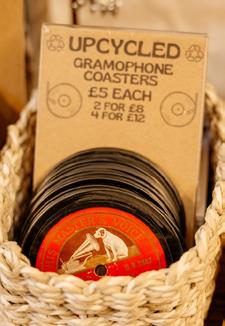 UPCYCLED
GRAMOPHONE
COASTERS
£5 EACH
2 FOR £8
4 FOR £12
HIS MASTER'S VOICE